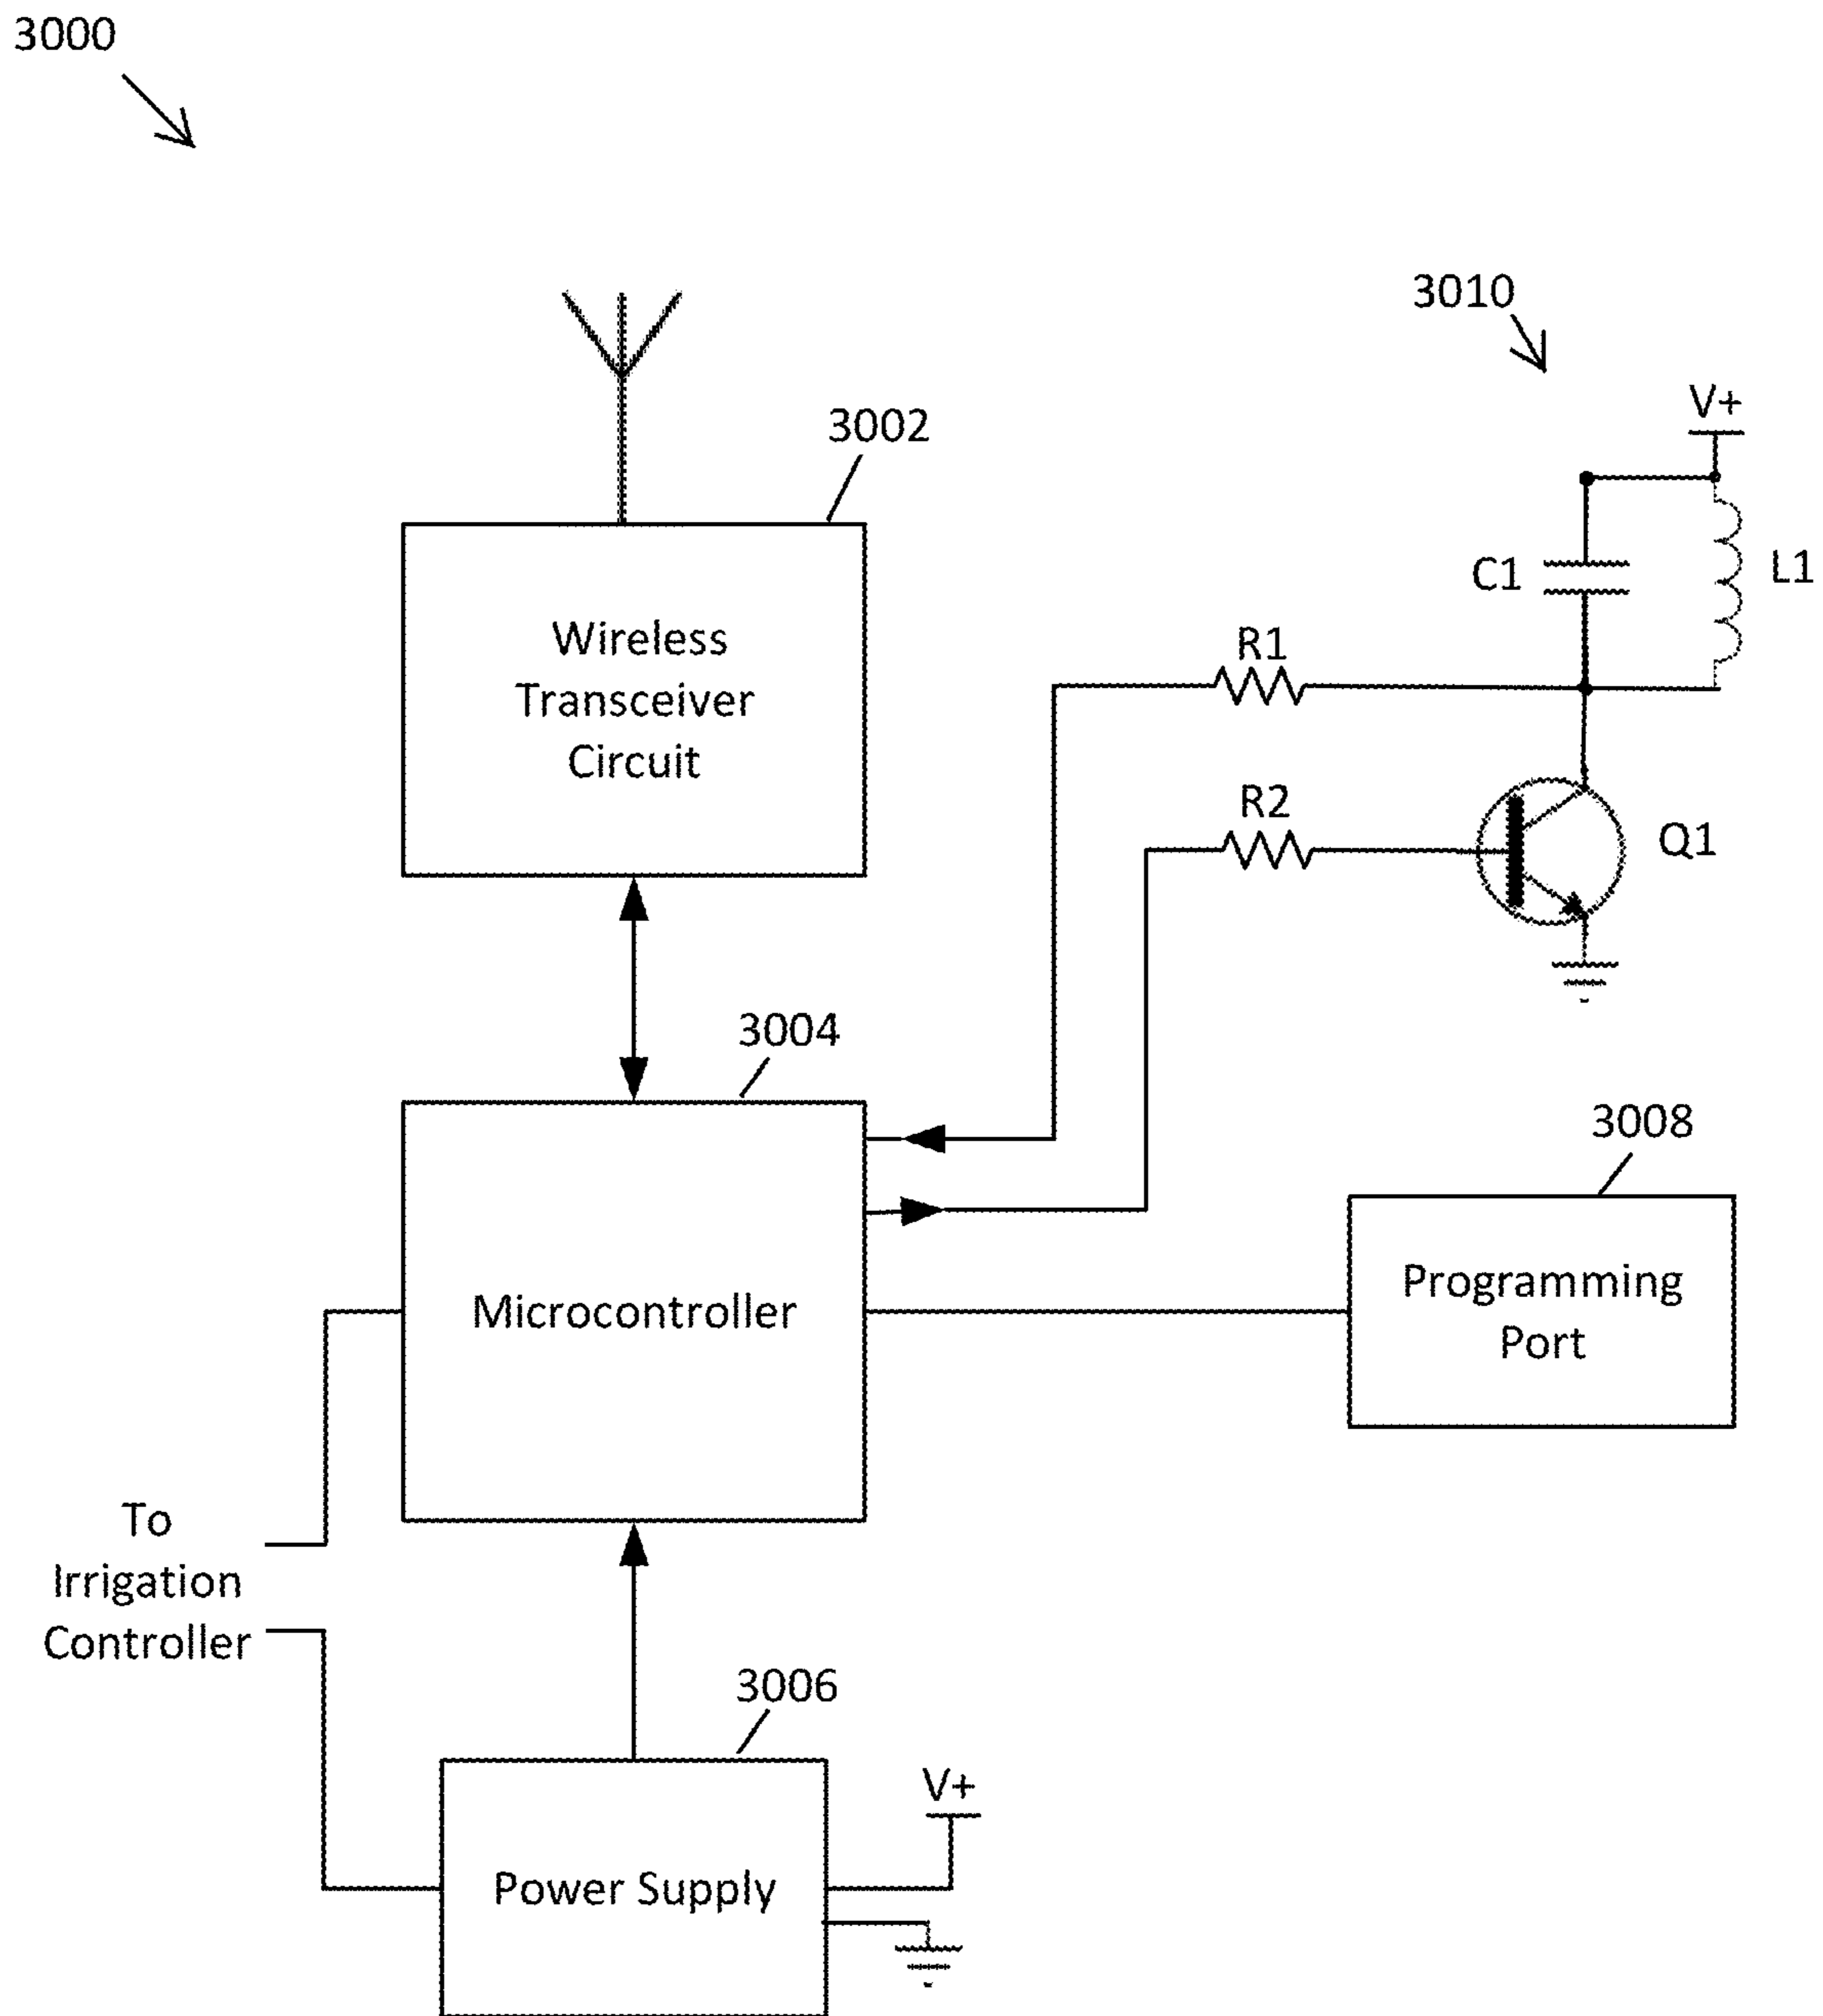 3000
3010
V+
3002
C1
L1
Wireless
Transceiver
Circuit
R1
R2
Q1
3004
3008
Microcontroller
Programming
Port
To
Irrigation
Controller
3006
V+
Power Supply